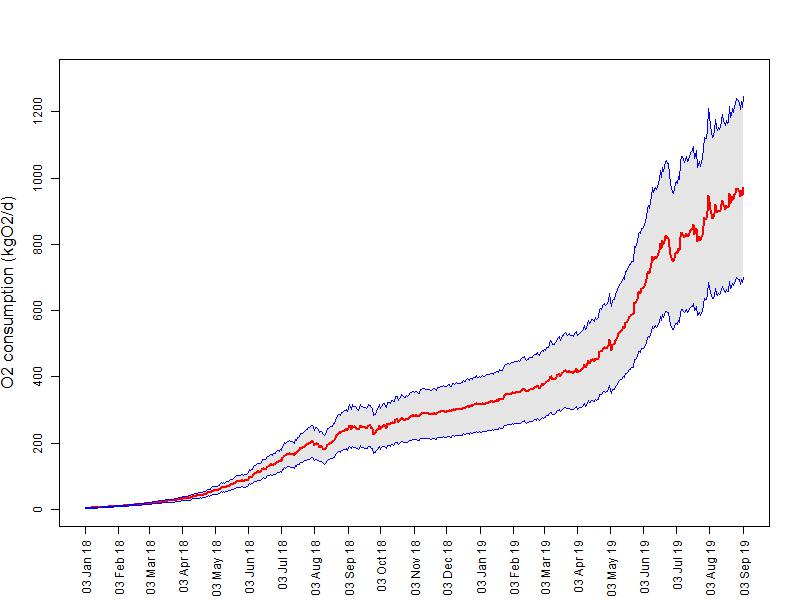 O2 consumption (kgO2/d)
1200
1000
800
600
400
200
0
03 Jan 18
03 Feb 18
03 Mar 18
03 Apr 18
03 May 18
03 Jun 18
03 Jul 18
03 Aug 18
03 Sep 18
03 Oct 18
03 Nov 18
03 Dec 18
03 Jan 19
03 Feb 19
03 Mar 19
03 Apr 19
03 May 19
03 Jun 19
03 Jul 19
03 Aug 19
03 Sep 19